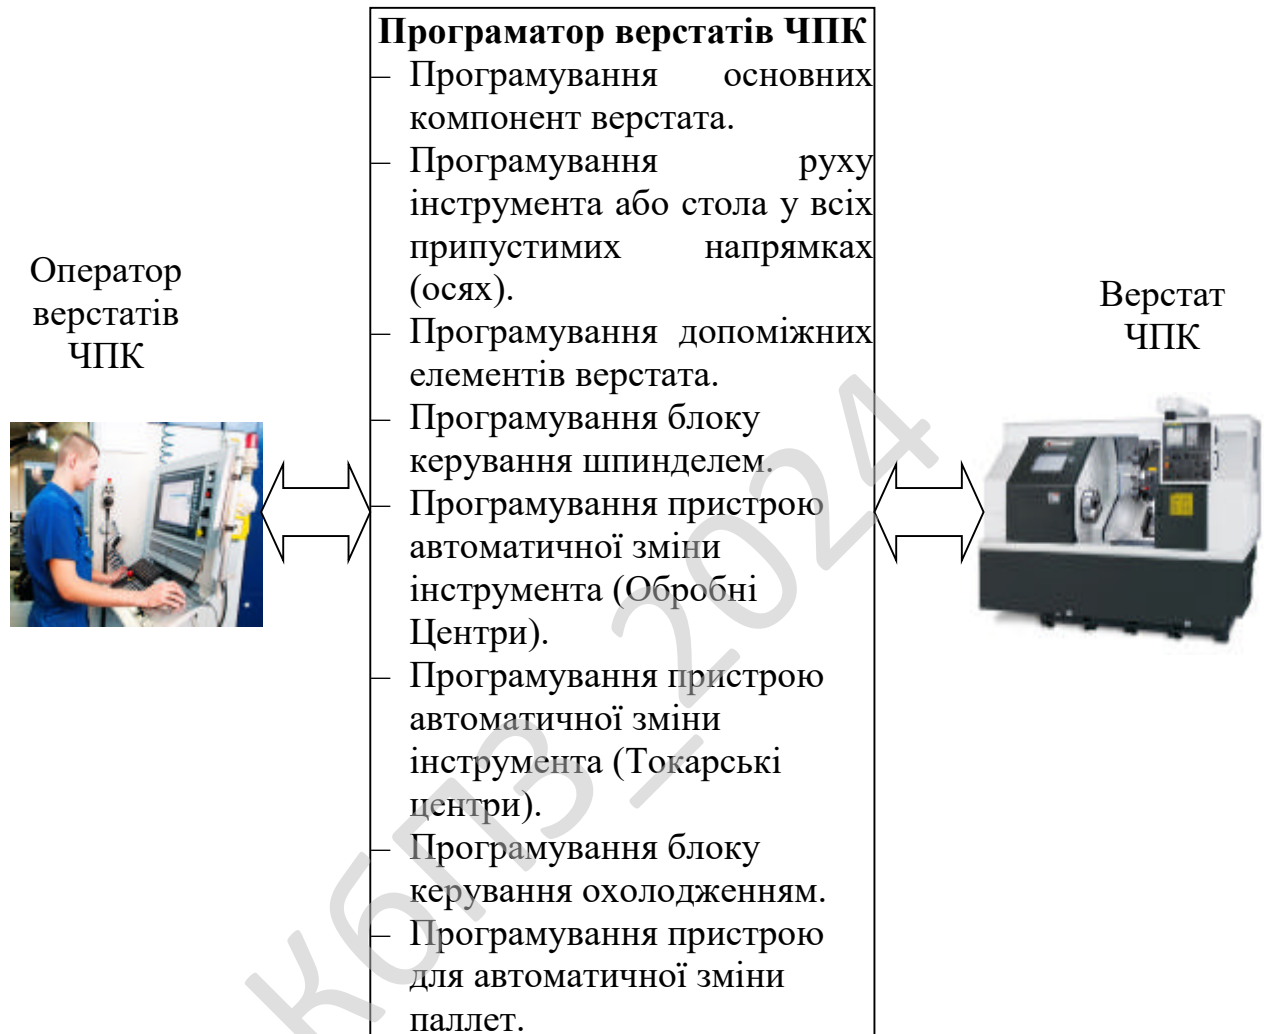 Програматор верстатів ЧПК
– Програмування основних
компонент верстата.
– Програмування руху
інструмента або стола у всіх
припустимих напрямках
(осях).
– Програмування допоміжних
елементів верстата.
– Програмування блоку
керування шпинделем.
– Програмування пристрою
автоматичної зміни
інструмента (Обробні
Центри).
– Програмування пристрою
автоматичної зміни
інструмента (Токарські
центри).
– Програмування блоку
керування охолодженням.
– Програмування пристрою
для автоматичної зміни
паллет.
Оператор
верстатів
ЧПК
Верстат
ЧПК
КбПЗ_2024